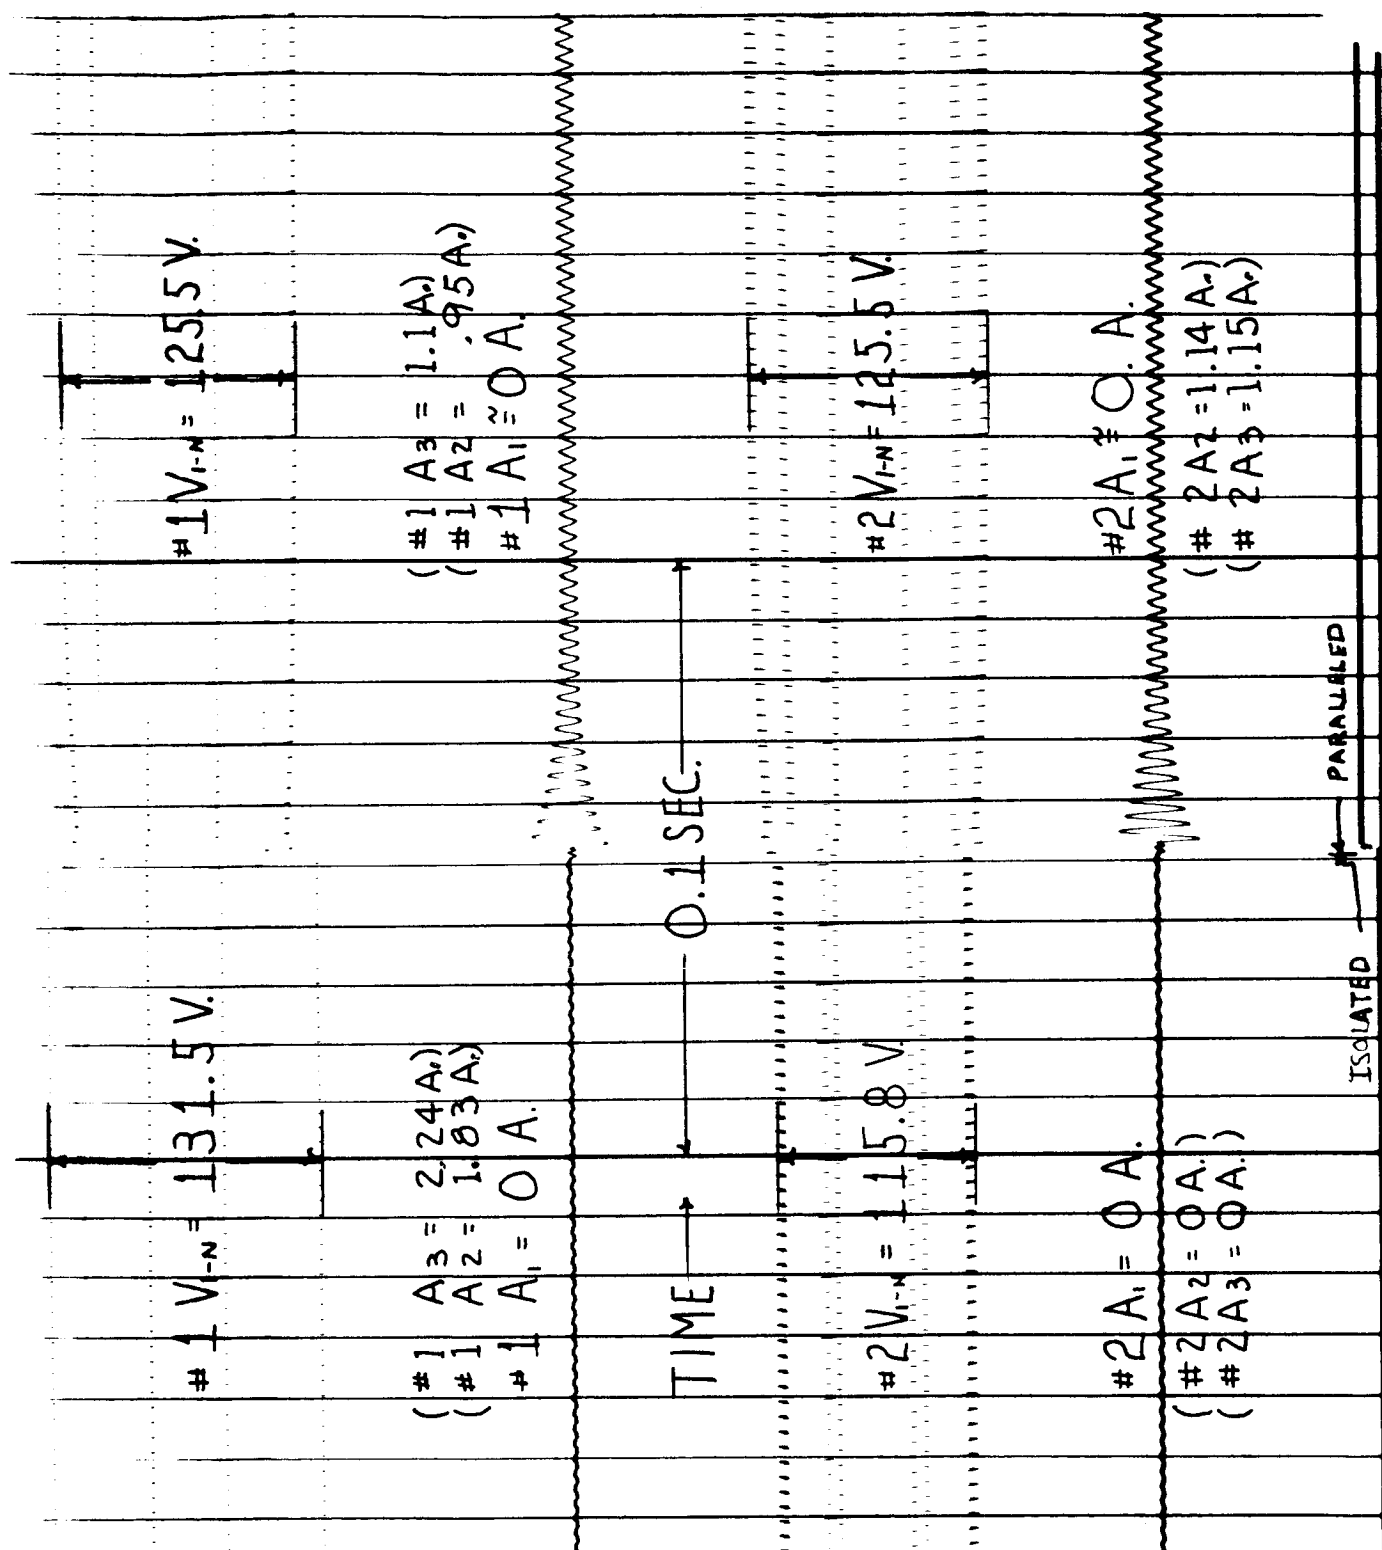 #1 V1-N = 131.5 V.
#1 V1-N = 125.5 V.
(#1 A3 = 2.24 A.)
(#1 A2 = 1.83 A.)
#1 A1 = 0 A.
(#1 A3 = 1.1 A.)
(#1 A2 = .95 A.)
#1 A1 ≅ 0 A.
TIME
0.1 SEC.
#2 V1-N = 115.8 V.
#2 V1-N = 125.5 V.
#2 A1 = 0 A.
(#2 A2 = 0 A.)
(#2 A3 = 0 A.)
#2 A1 ≅ 0. A.
(# 2 A2 = 1.14 A.)
(# 2 A3 = 1.15 A.)
ISOLATED
PARALLELED